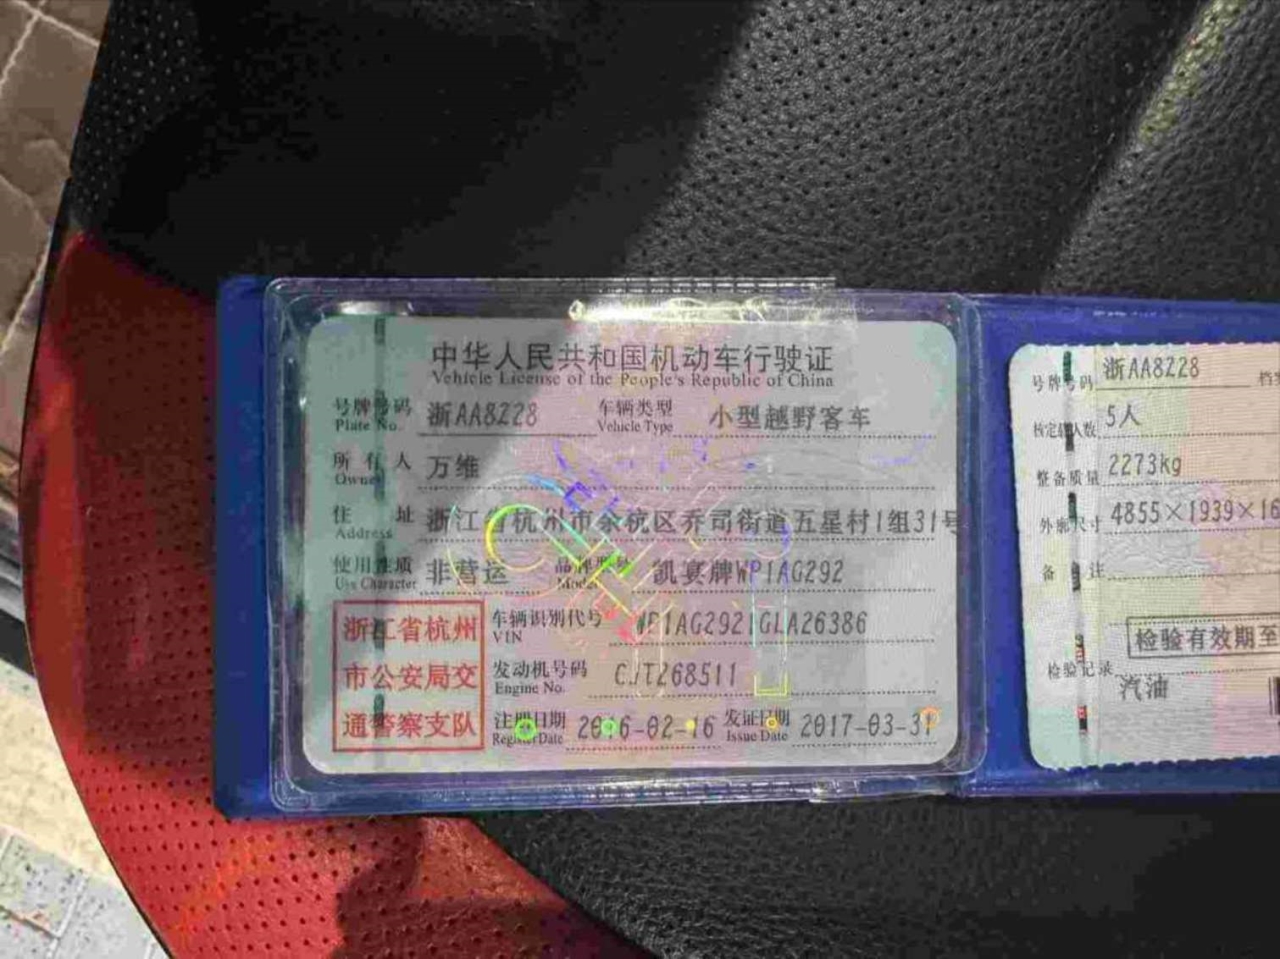 中华人民共和国机动车行驶证
Vehicle License of the People's Republic of China
号牌号码 浙AA8Z28 车辆类型 小型越野客车
Plate No. Vehicle Type
所有人 万维
Owner
住址 浙江省杭州市余杭区乔司街道五星村1组31号
Address
使用性质 非营运 品牌型号 凯宴牌WP1AG292
Use Character Model
浙江省杭州
市公安局交
通警察支队
车辆识别代号 WP1AG2921GLA26386
VIN
发动机号码 CJT268511
Engine No.
注册日期 2016-02-16 发证日期 2017-03-31
Register Date Issue Date
号牌号码 浙AA8Z28 档案
核定载人数 5人
整备质量 2273kg
外廓尺寸 4855×1939×16
备注
检验有效期至
检验记录
汽油